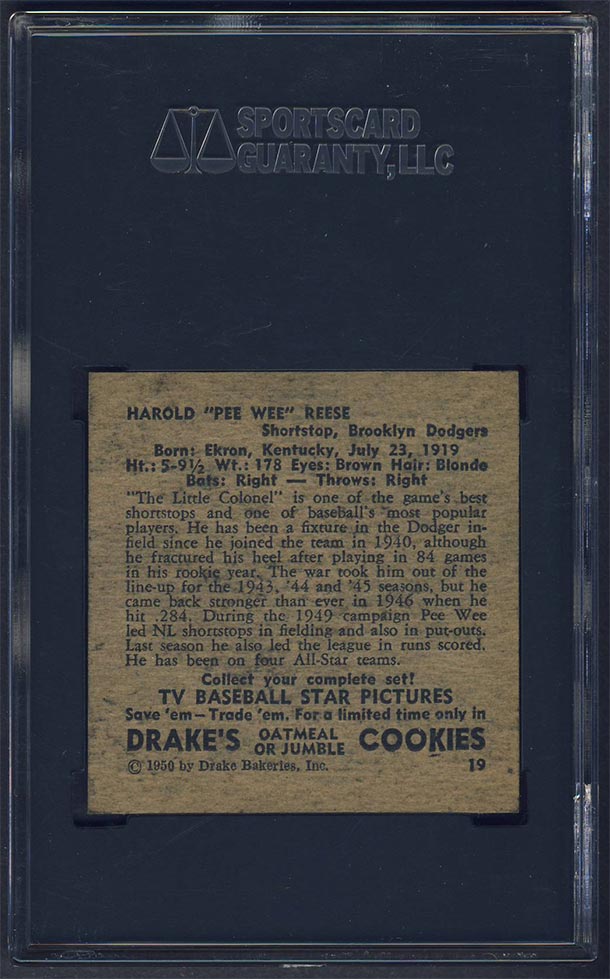 SPORTSCARD
GUARANTY, LLC
HAROLD "PEE WEE" REESE
Shortstop, Brooklyn Dodgers
Born: Ekron, Kentucky, July 23, 1919
Ht.: 5-9½ Wt.: 178 Eyes: Brown Hair: Blonde
Bats: Right — Throws: Right
"The Little Colonel" is one of the game's best
shortstops and one of baseball's most popular
players. He has been a fixture in the Dodger in-
field since he joined the team in 1940, although
he fractured his heel after playing in 84 games
in his rookie year. The war took him out of the
line-up for the 1943, '44 and '45 seasons, but he
came back stronger than ever in 1946 when he
hit .284. During the 1949 campaign Pee Wee
led NL shortstops in fielding and also in put-outs.
Last season he also led the league in runs scored.
He has been on four All-Star teams.
Collect your complete set!
TV BASEBALL STAR PICTURES
Save 'em—Trade 'em. For a limited time only in
DRAKE'S OATMEAL OR JUMBLE COOKIES
© 1950 by Drake Bakeries, Inc. 19